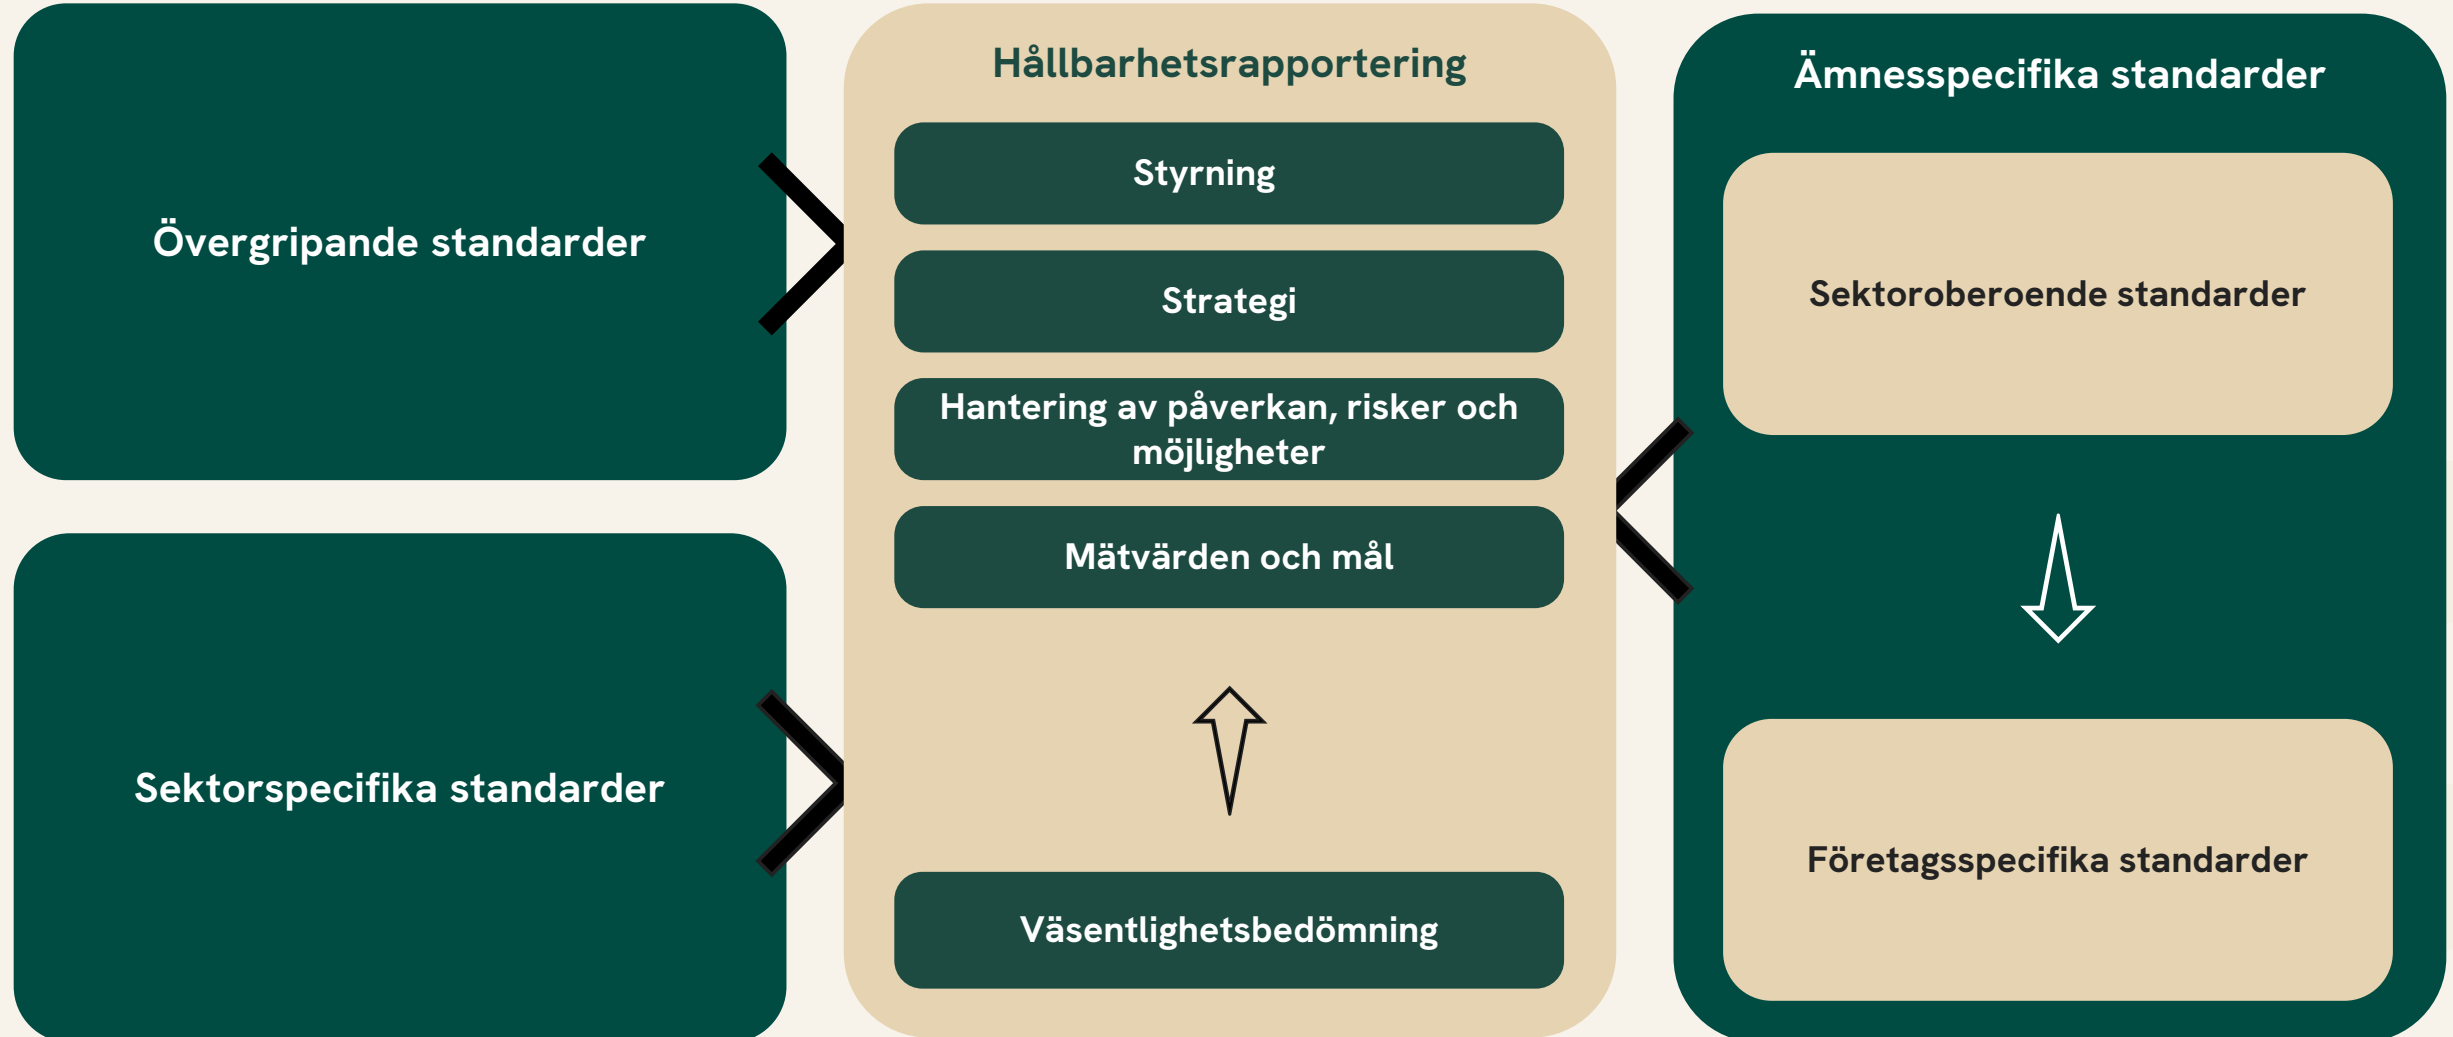 Övergripande standarder
Sektorspecifika standarder
Hållbarhetsrapportering
Styrning
Strategi
Hantering av påverkan, risker och
möjligheter
Mätvärden och mål
Väsentlighetsbedömning
Ämnesspecifika standarder
Sektoroberoende standarder
Företagsspecifika standarder